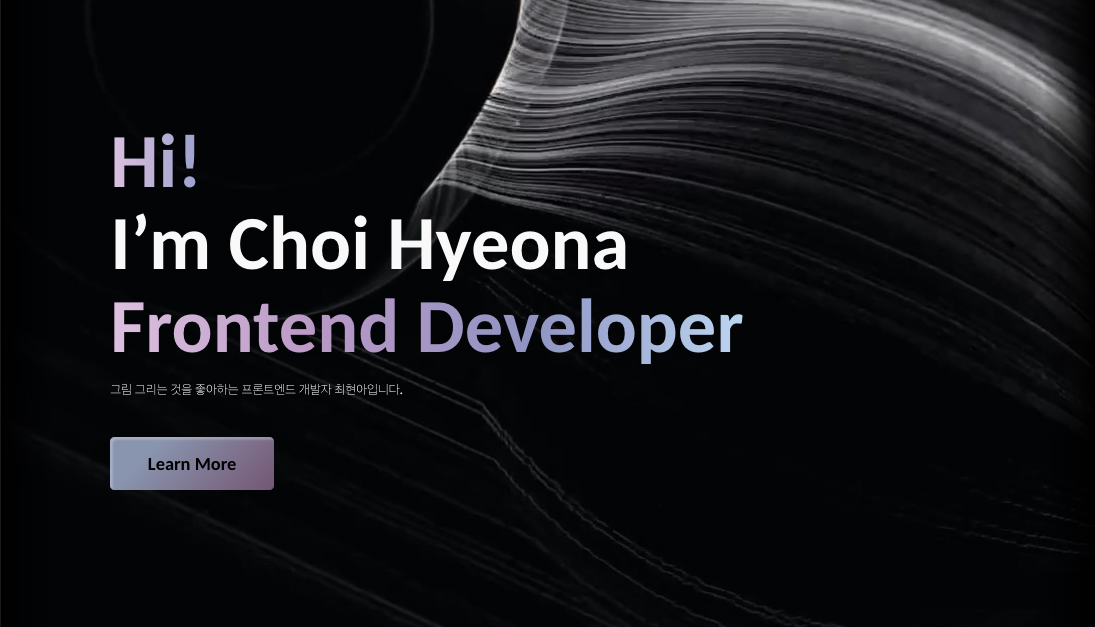 Hi!
I’m Choi Hyeona
Frontend Developer
그림 그리는 것을 좋아하는 프론트엔드 개발자 최현아입니다.
Learn More